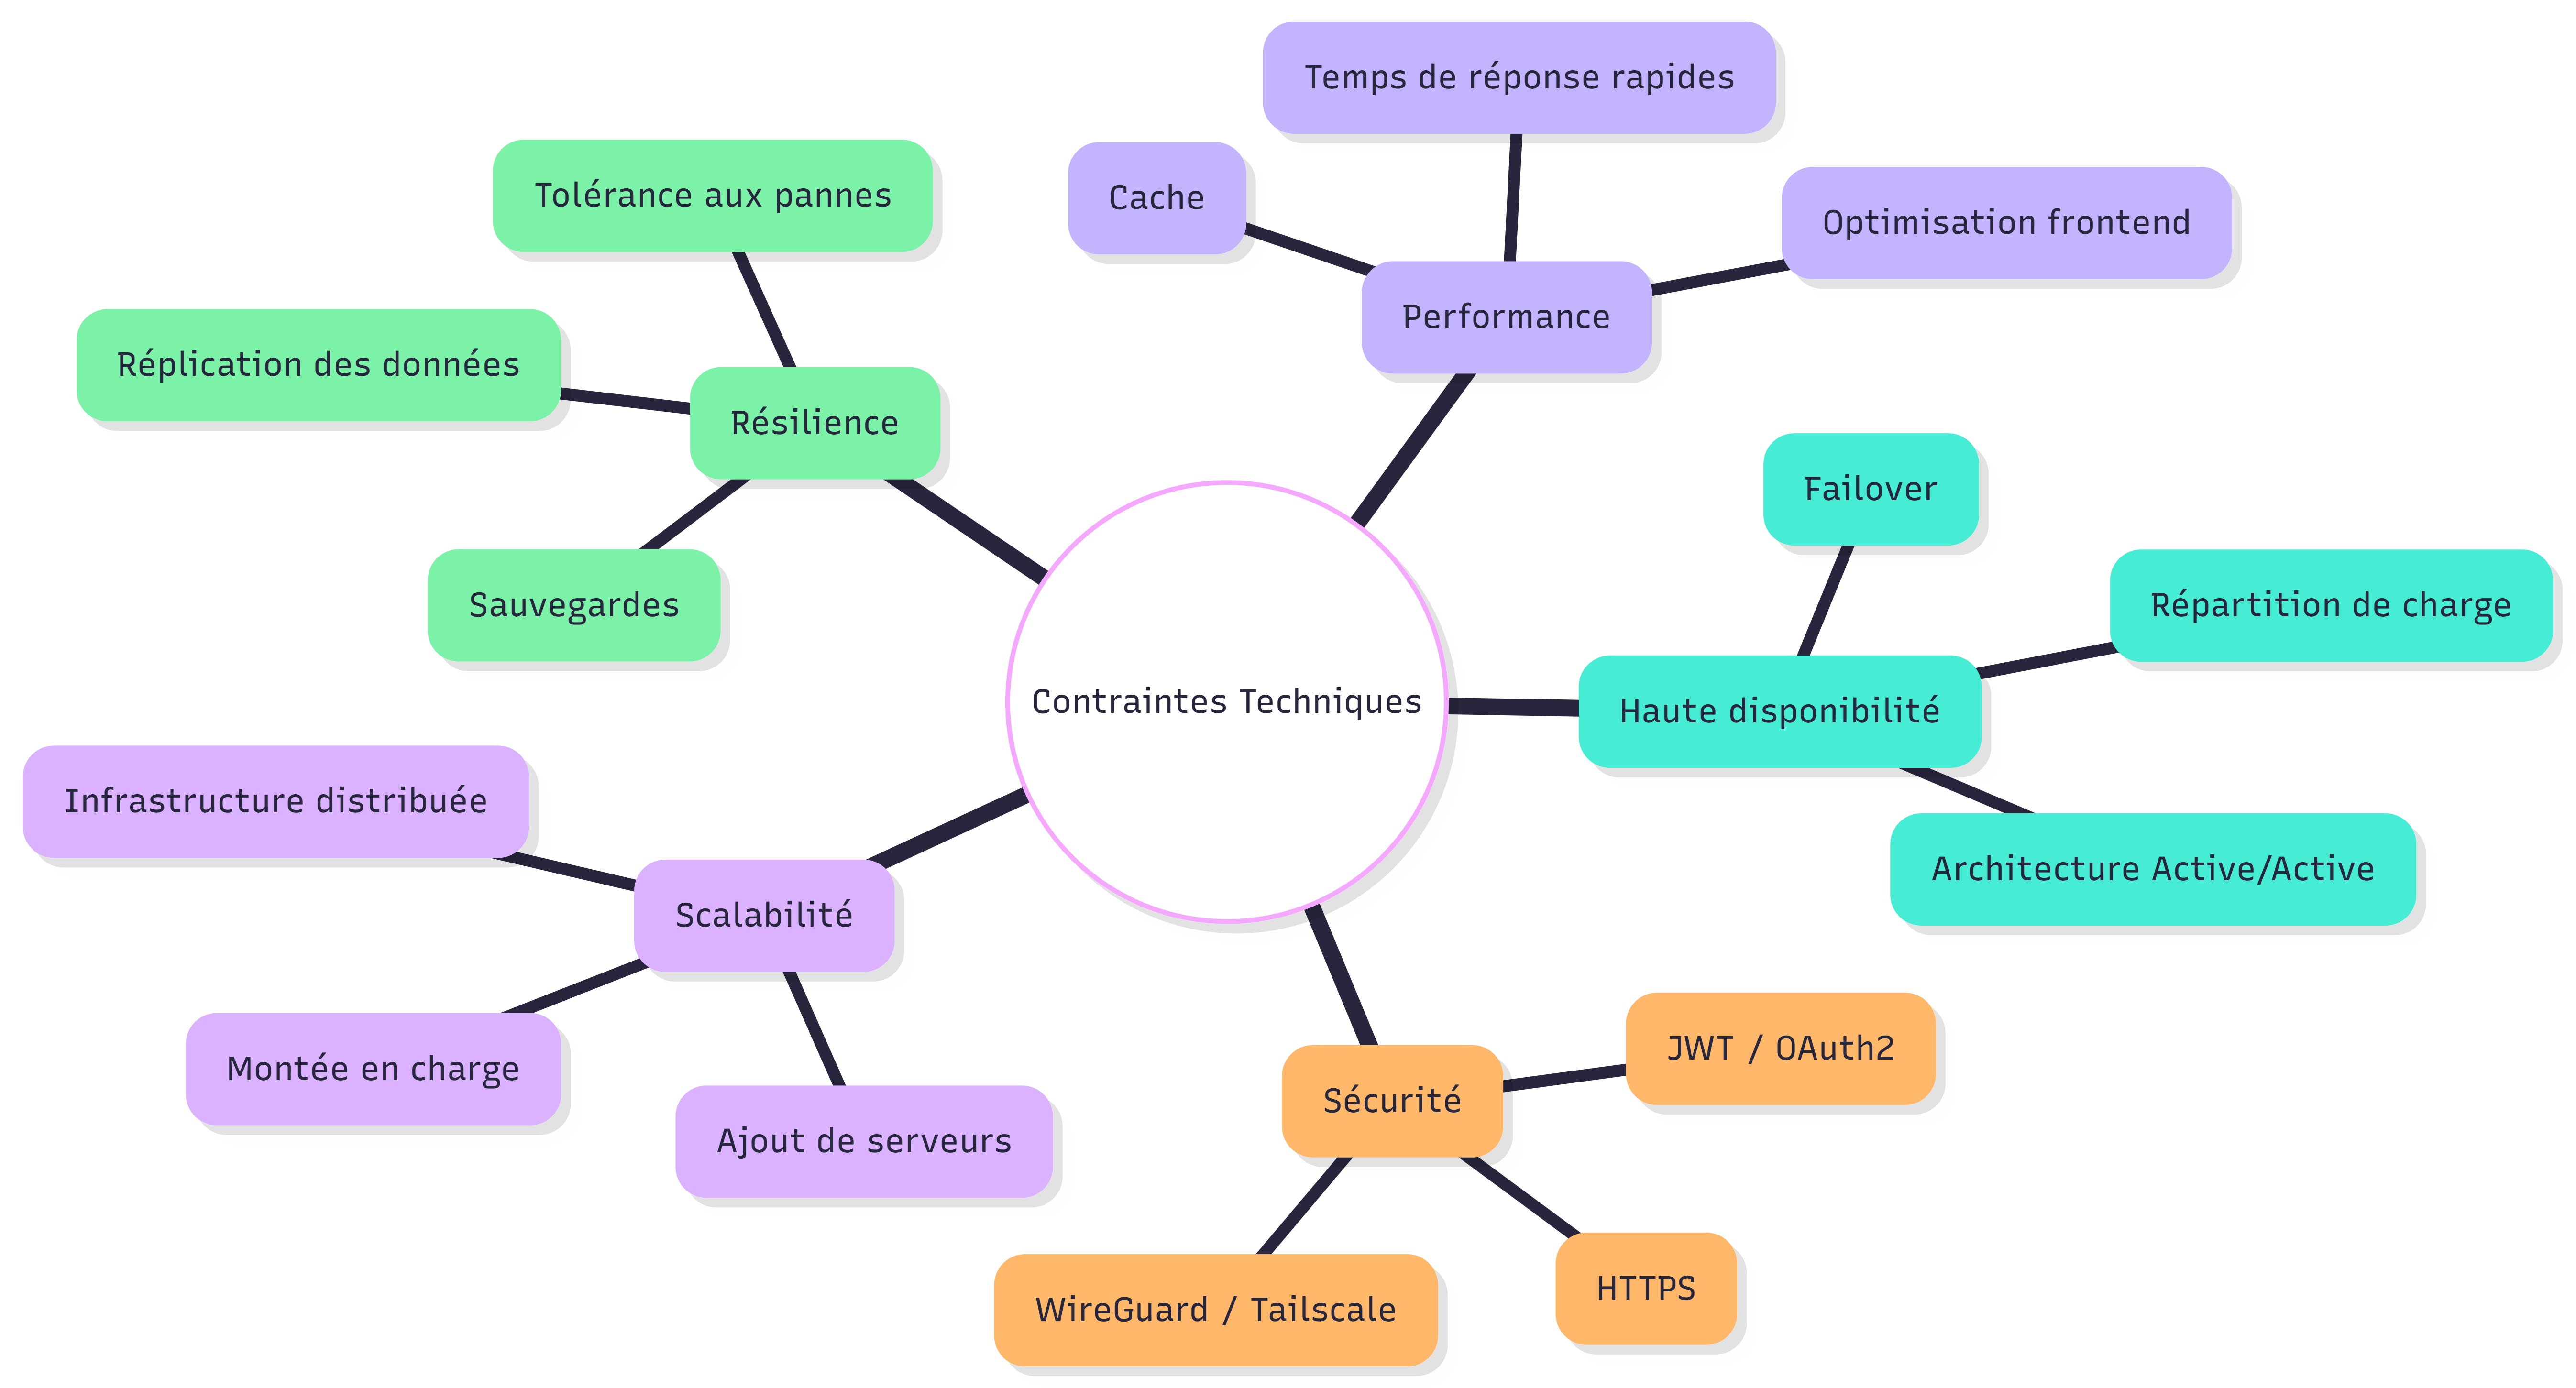 Temps de réponse rapides
Cache
Optimisation frontend
Performance
Tolérance aux pannes
Réplication des données
Résilience
Sauvegardes
Failover
Répartition de charge
Haute disponibilité
Architecture Active/Active
Contraintes Techniques
Infrastructure distribuée
Scalabilité
Montée en charge
Ajout de serveurs
JWT / OAuth2
Sécurité
HTTPS
WireGuard / Tailscale